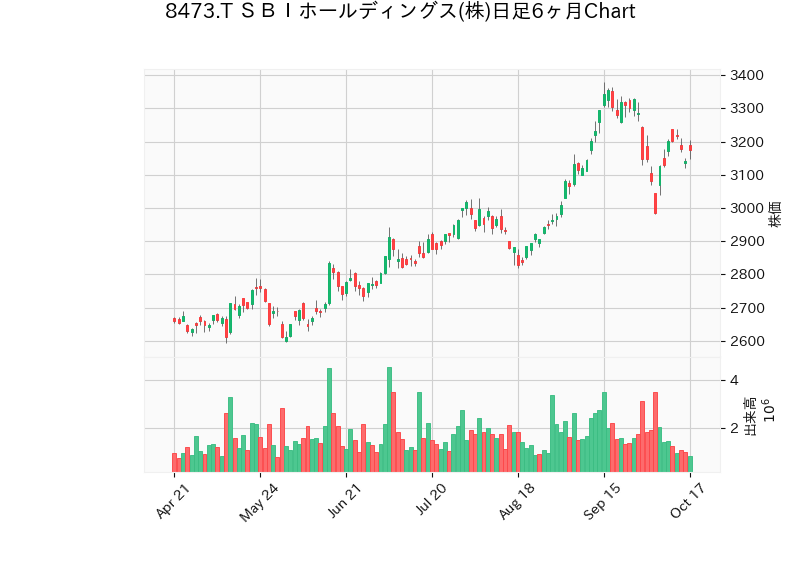 8473.T ＳＢＩホールディングス(株)日足6ヶ月Chart
3400
3300
3200
3100
3000
2900
2800
2700
2600
株価
4
2
出来高
10⁶
Apr 21
May 24
Jun 21
Jul 20
Aug 18
Sep 15
Oct 17